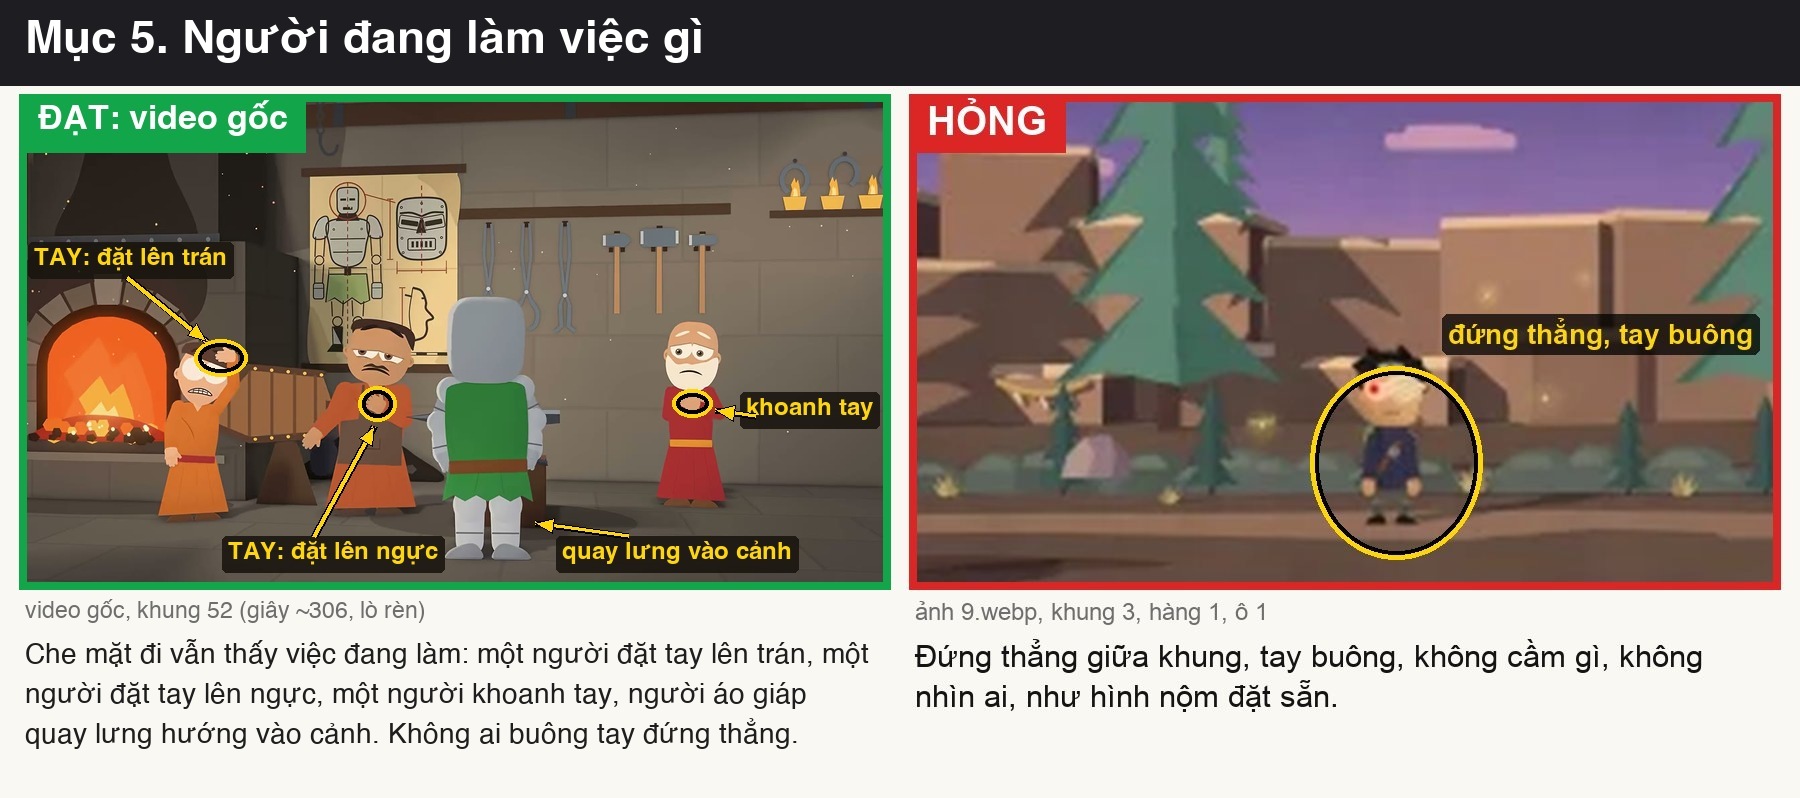 Mục 5. Người đang làm việc gì
ĐẠT: video gốc
TAY: đặt lên trán
khoanh tay
TAY: đặt lên ngực
quay lưng vào cảnh
video gốc, khung 52 (giây ~306, lò rèn)
Che mặt đi vẫn thấy việc đang làm: một người đặt tay lên trán, một
người đặt tay lên ngực, một người khoanh tay, người áo giáp
quay lưng hướng vào cảnh. Không ai buông tay đứng thẳng.
HỎNG
đứng thẳng, tay buông
ảnh 9.webp, khung 3, hàng 1, ô 1
Đứng thẳng giữa khung, tay buông, không cầm gì, không
nhìn ai, như hình nộm đặt sẵn.